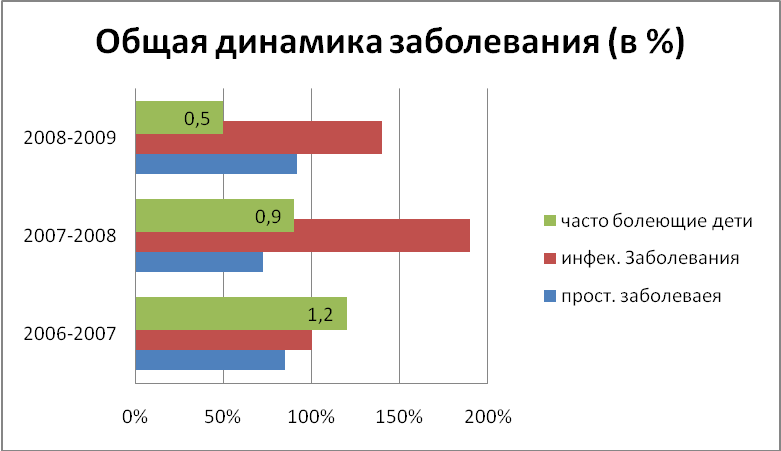 Общая динамика заболевания (в %)
2008-2009
0,5
2007-2008
0,9
2006-2007
1,2
0%
50%
100%
150%
200%
часто болеющие дети
инфек. Заболевания
прост. заболеваея